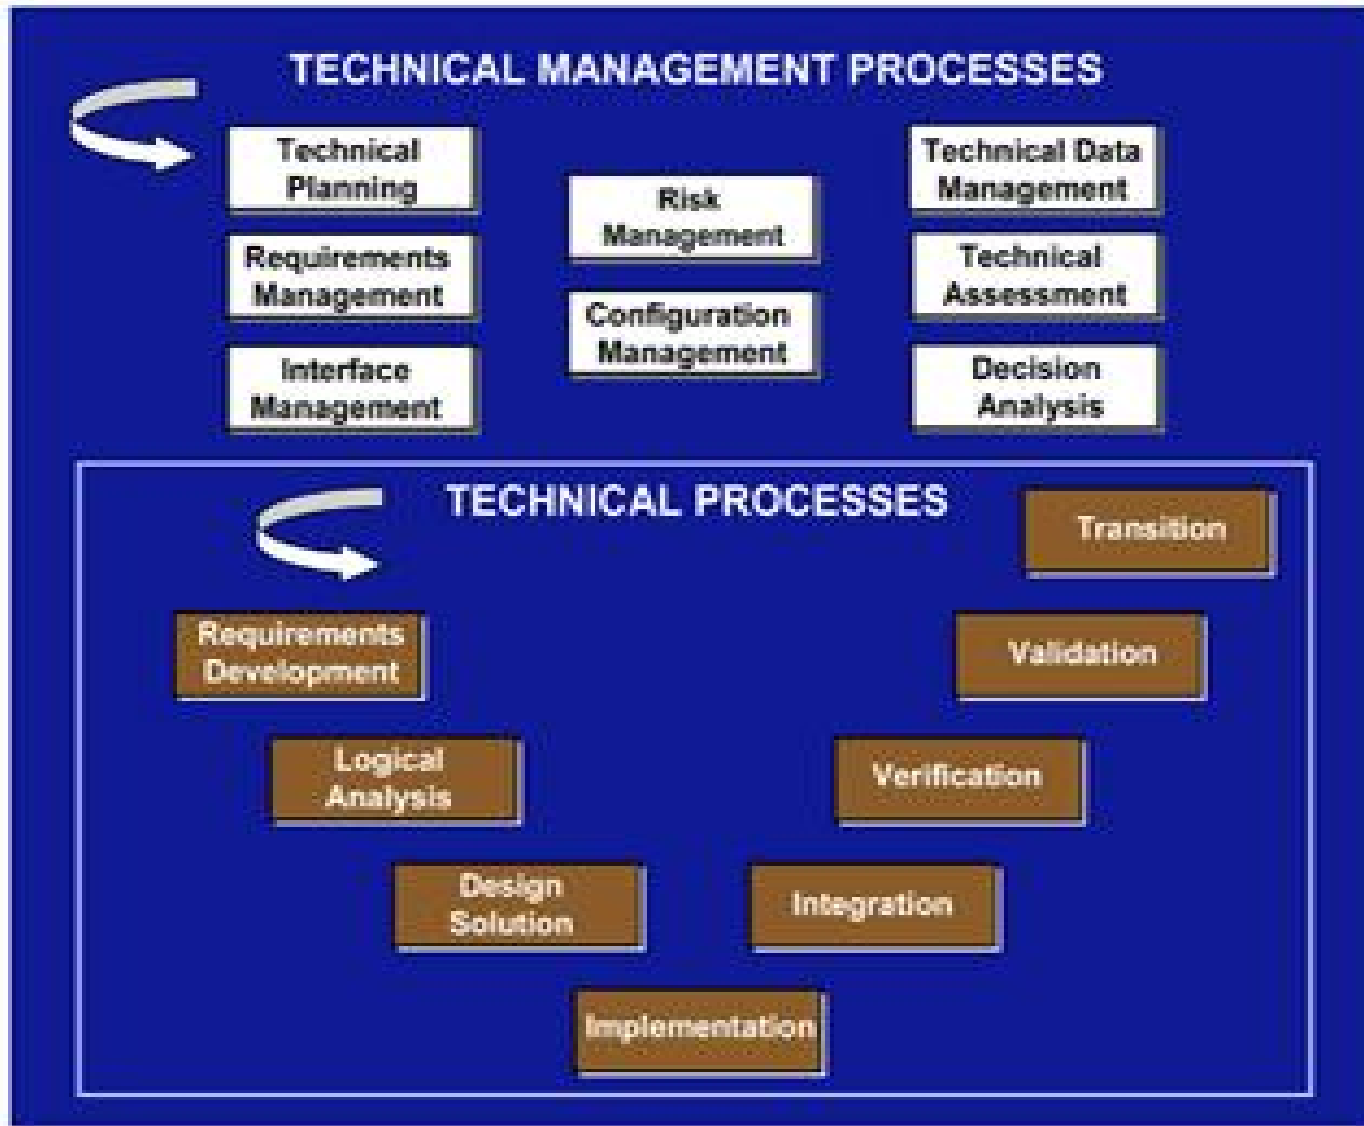 TECHNICAL MANAGEMENT PROCESSES
Technical
Planning
Requirements
Management
Interface
Management
Risk
Management
Configuration
Management
Technical Data
Management
Technical
Assessment
Decision
Analysis
TECHNICAL PROCESSES
Requirements
Development
Logical
Analysis
Design
Solution
Implementation
Integration
Verification
Validation
Transition